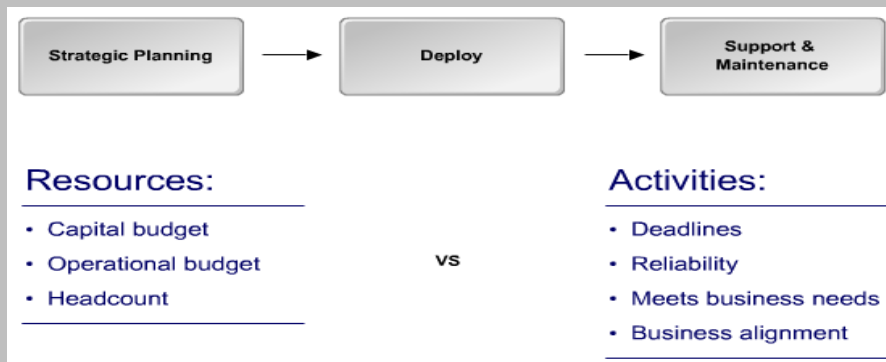 Strategic Planning
Deploy
Support &
Maintenance
Resources:
• Capital budget
• Operational budget
• Headcount
vs
Activities:
• Deadlines
• Reliability
• Meets business needs
• Business alignment